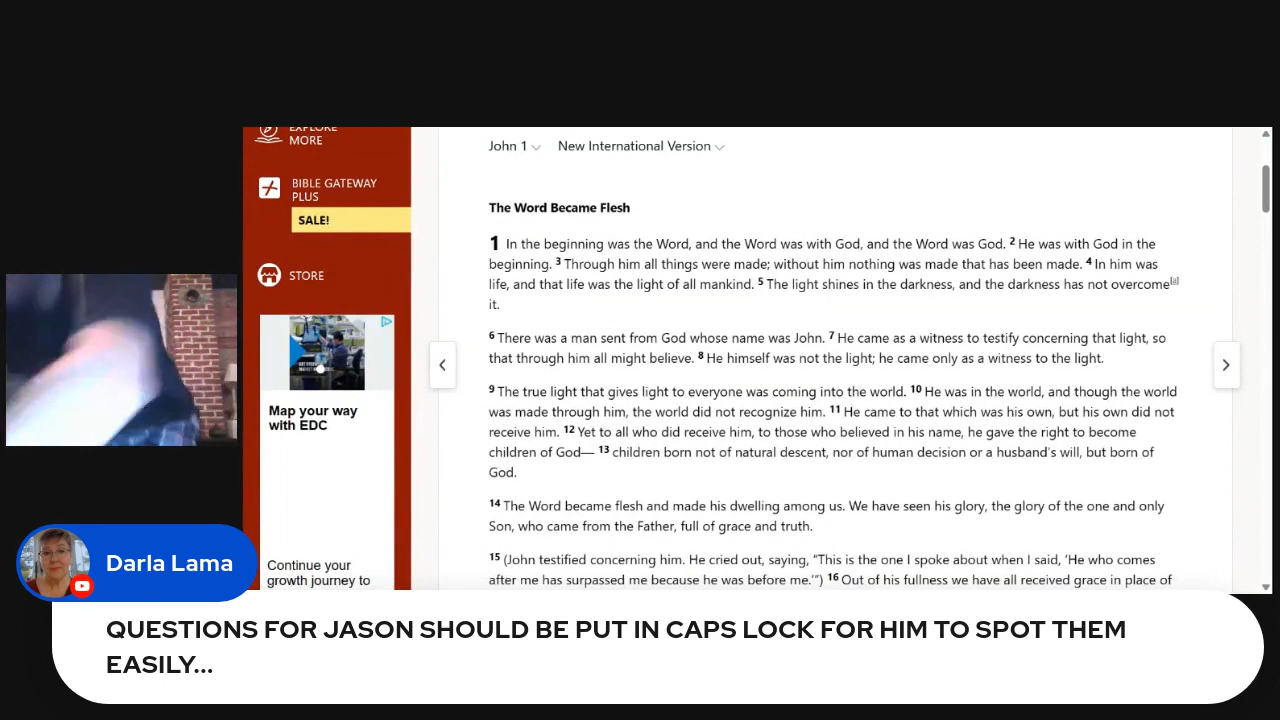 EXPLORE
MORE
BIBLE GATEWAY
PLUS
SALE!
STORE
Map your way
with EDC
Continue your
growth journey to
John 1
New International Version
The Word Became Flesh
1 In the beginning was the Word, and the Word was with God, and the Word was God. 2 He was with God in the
beginning. 3 Through him all things were made; without him nothing was made that has been made. 4 In him was
life, and that life was the light of all mankind. 5 The light shines in the darkness, and the darkness has not overcome[a]
it.
6 There was a man sent from God whose name was John. 7 He came as a witness to testify concerning that light, so
that through him all might believe. 8 He himself was not the light; he came only as a witness to the light.
9 The true light that gives light to everyone was coming into the world. 10 He was in the world, and though the world
was made through him, the world did not recognize him. 11 He came to that which was his own, but his own did not
receive him. 12 Yet to all who did receive him, to those who believed in his name, he gave the right to become
children of God— 13 children born not of natural descent, nor of human decision or a husband's will, but born of
God.
14 The Word became flesh and made his dwelling among us. We have seen his glory, the glory of the one and only
Son, who came from the Father, full of grace and truth.
15 (John testified concerning him. He cried out, saying, “This is the one I spoke about when I said, ‘He who comes
after me has surpassed me because he was before me.’”) 16 Out of his fullness we have all received grace in place of
Darla Lama
QUESTIONS FOR JASON SHOULD BE PUT IN CAPS LOCK FOR HIM TO SPOT THEM
EASILY...